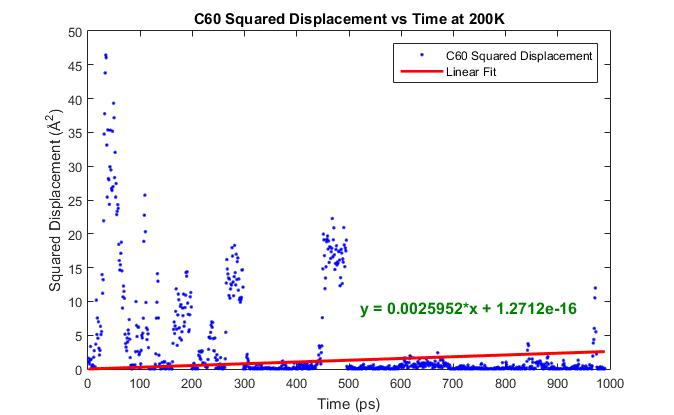 C60 Squared Displacement vs Time at 200K
50
45
40
35
30
25
20
15
10
5
0
Squared Displacement (Å²)
C60 Squared Displacement
Linear Fit
y = 0.0025952*x + 1.2712e-16
0 100 200 300 400 500 600 700 800 900 1000
Time (ps)